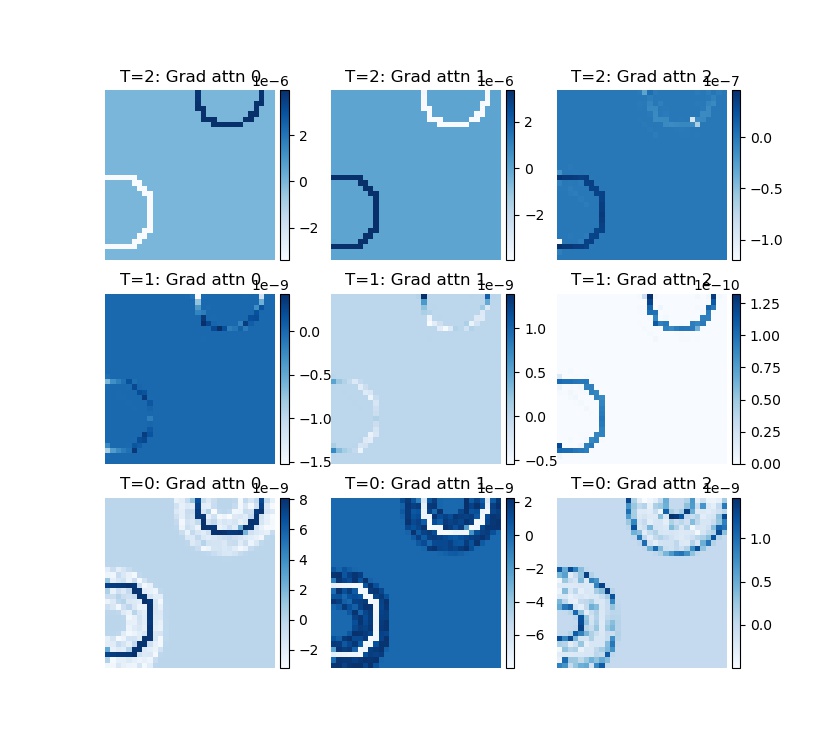 T=2: Grad attn 0
1e−6
2
0
−2
T=2: Grad attn 1
1e−6
2
0
−2
T=2: Grad attn 2
1e−7
0.0
−0.5
−1.0
T=1: Grad attn 0
1e−9
0.0
−0.5
−1.0
−1.5
T=1: Grad attn 1
1e−9
1.0
0.5
0.0
−0.5
T=1: Grad attn 2
1e−10
1.25
1.00
0.75
0.50
0.25
0.00
T=0: Grad attn 0
1e−9
8
6
4
2
0
−2
T=0: Grad attn 1
1e−9
2
0
−2
−4
−6
T=0: Grad attn 2
1e−9
1.0
0.5
0.0